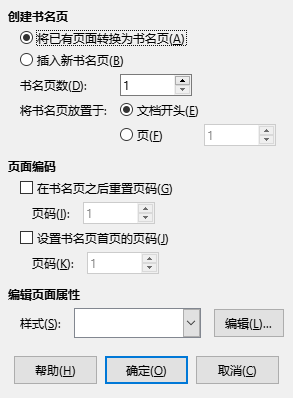 创建书名页
将已有页面转换为书名页(A)
插入新书名页(B)
书名页数(D): 1
将书名页放置于: 文档开头(E)
页(F) 1
页面编码
在书名页之后重置页码(G)
页码(I): 1
设置书名页首页的页码(J)
页码(K): 1
编辑页面属性
样式(S): 编辑(L)...
帮助(H) 确定(O) 取消(C)